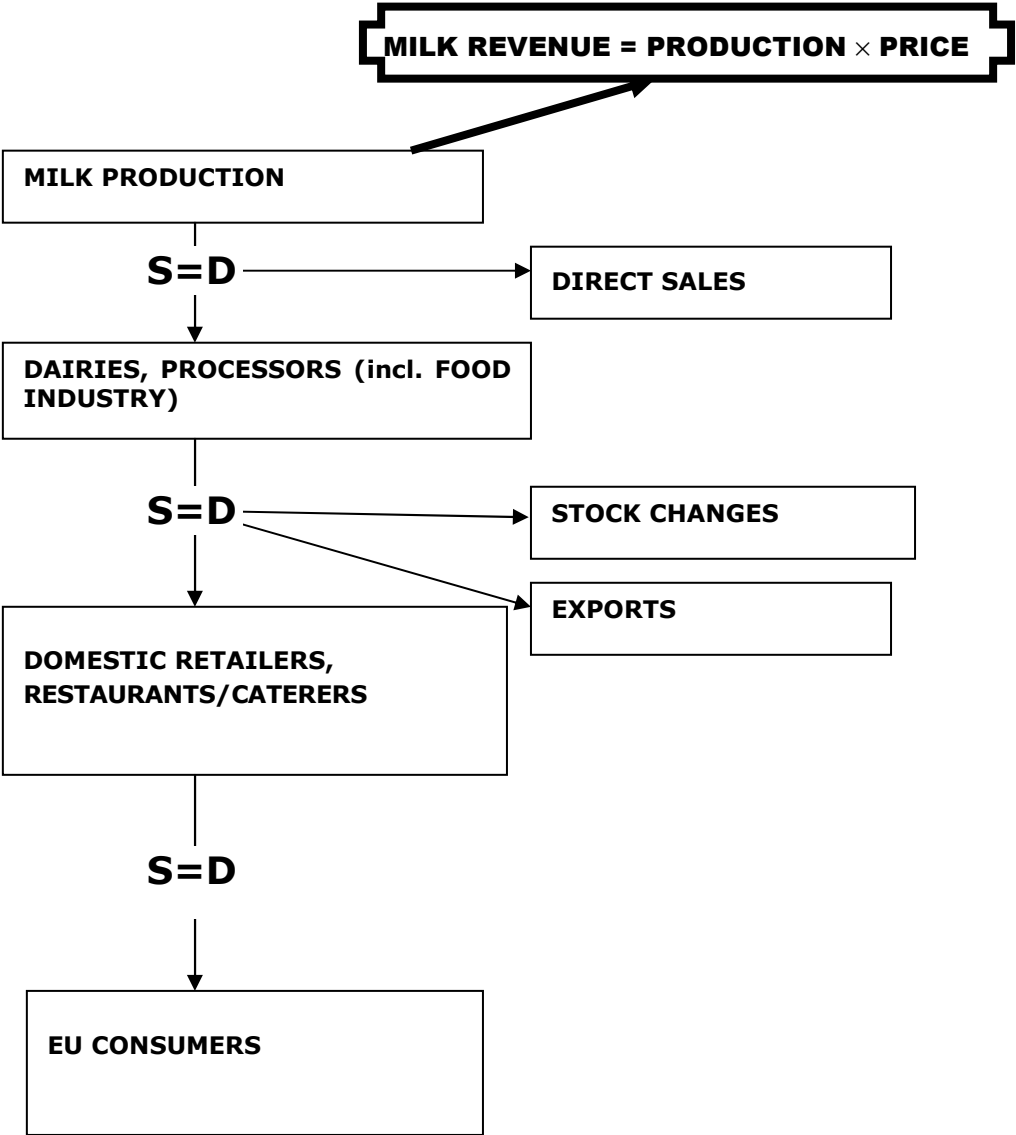 MILK REVENUE = PRODUCTION × PRICE
MILK PRODUCTION
S=D
DIRECT SALES
DAIRIES, PROCESSORS (incl. FOOD
INDUSTRY)
S=D
STOCK CHANGES
EXPORTS
DOMESTIC RETAILERS,
RESTAURANTS/CATERERS
S=D
EU CONSUMERS